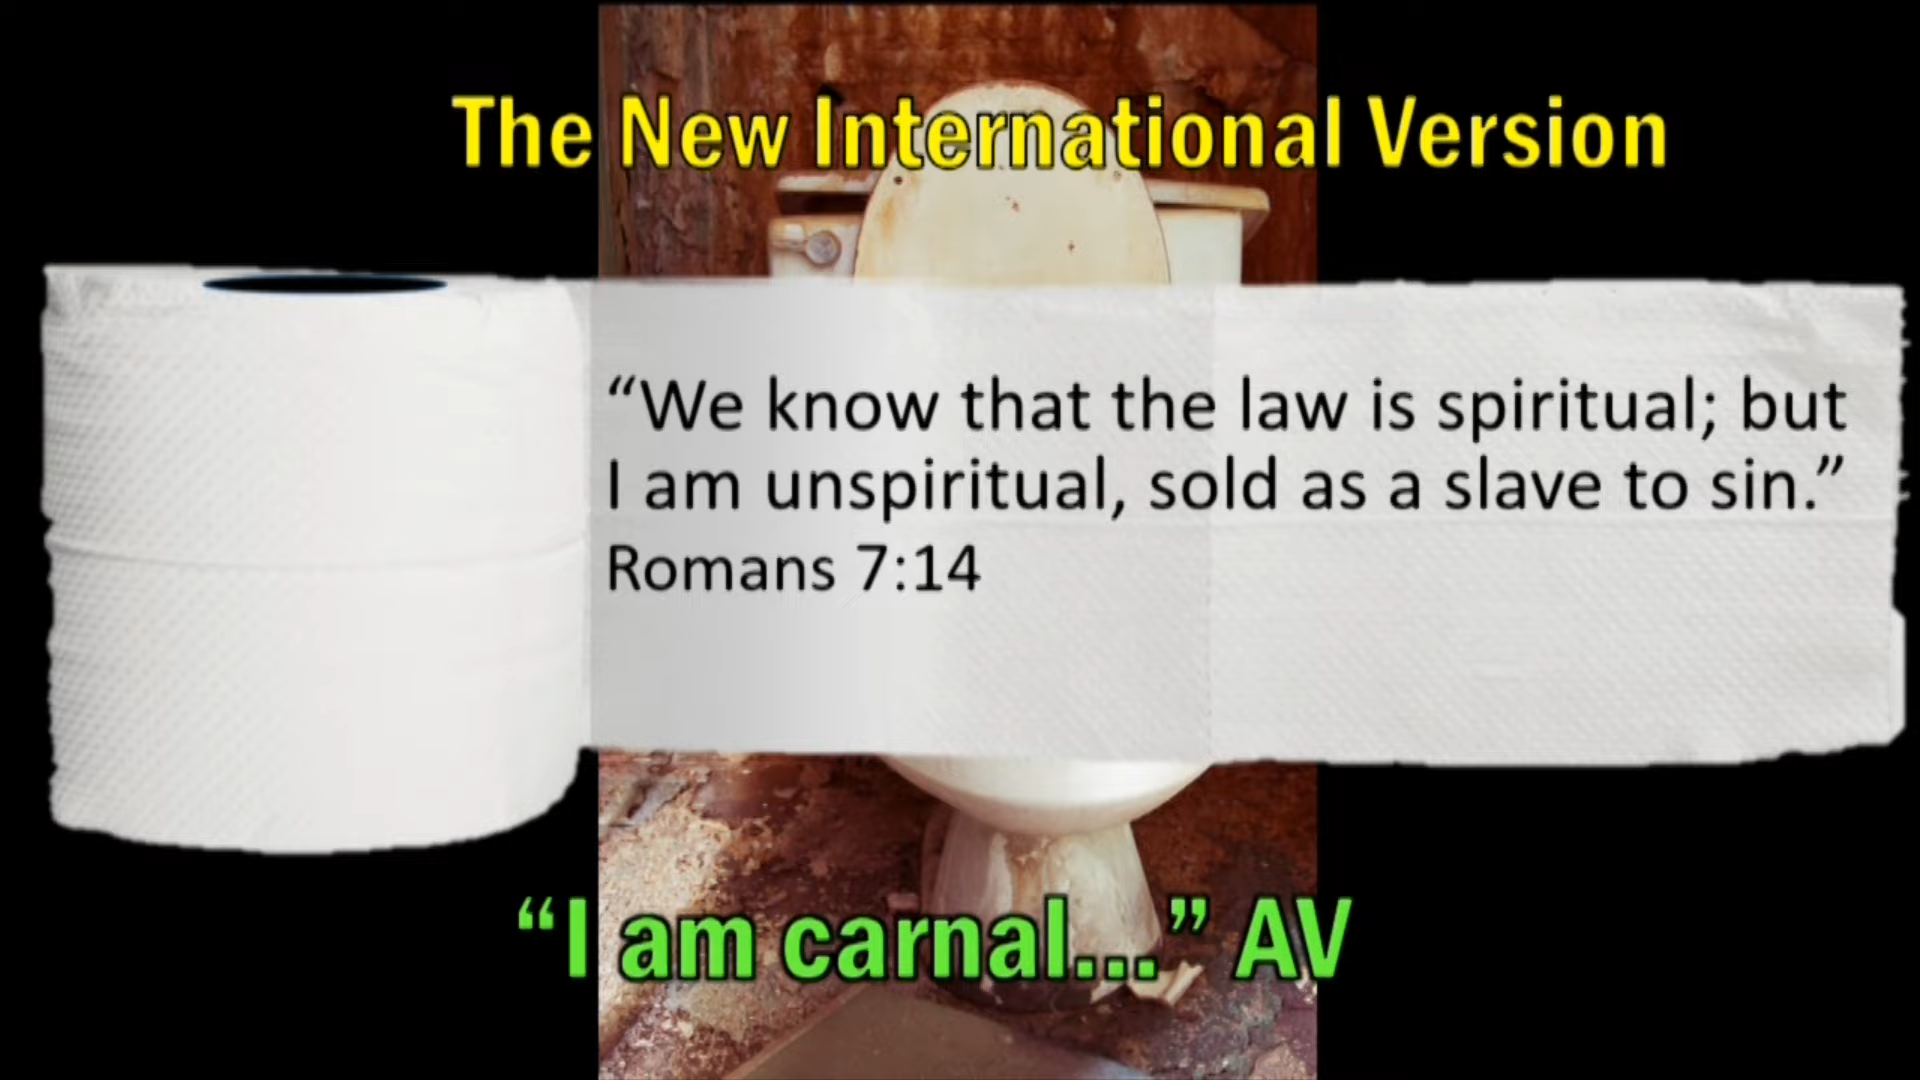 The New International Version
“We know that the law is spiritual; but
I am unspiritual, sold as a slave to sin.”
Romans 7:14
“I am carnal...” AV